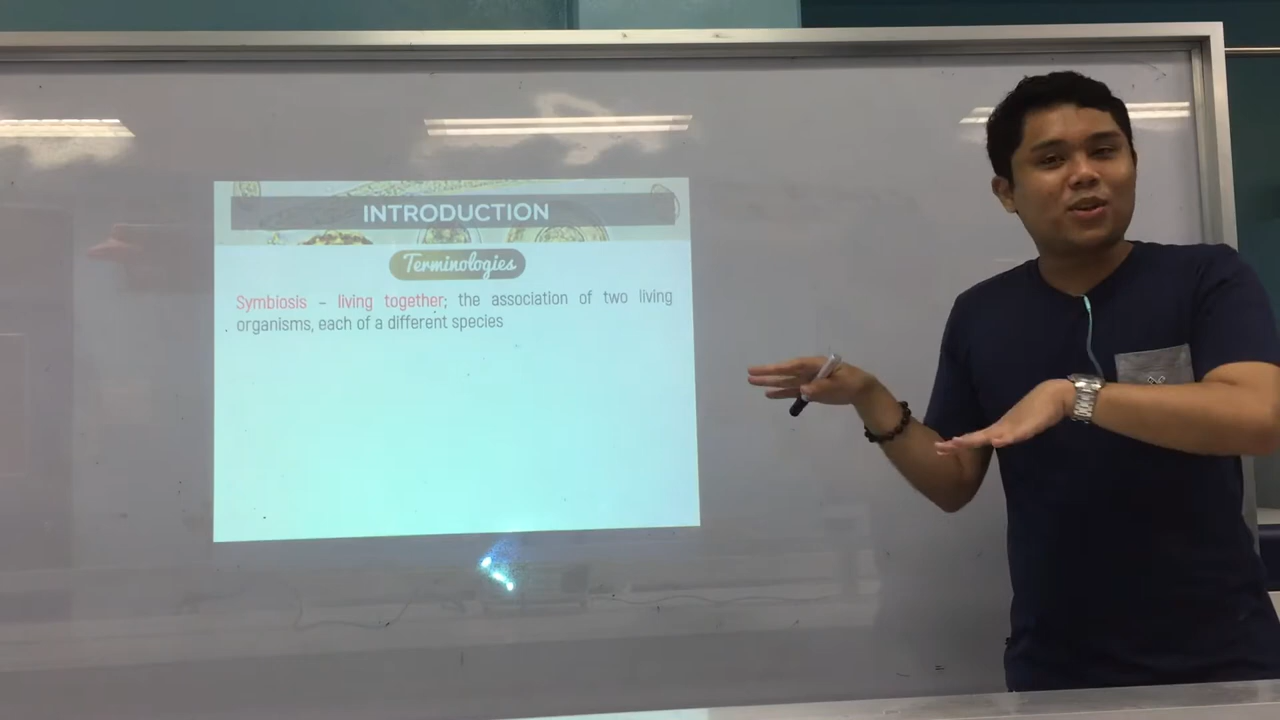 INTRODUCTION
Terminologies
Symbiosis – living together; the association of two living
organisms, each of a different species